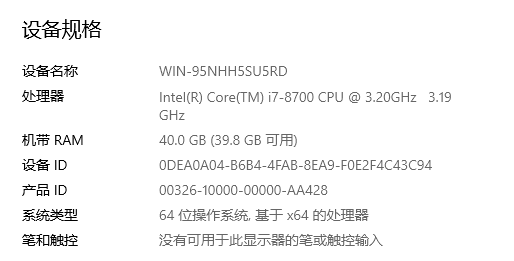 设备规格
设备名称 WIN-95NHH5SU5RD
处理器 Intel(R) Core(TM) i7-8700 CPU @ 3.20GHz 3.19
GHz
机带 RAM 40.0 GB (39.8 GB 可用)
设备 ID 0DEA0A04-B6B4-4FAB-8EA9-F0E2F4C43C94
产品 ID 00326-10000-00000-AA428
系统类型 64 位操作系统, 基于 x64 的处理器
笔和触控 没有可用于此显示器的笔或触控输入